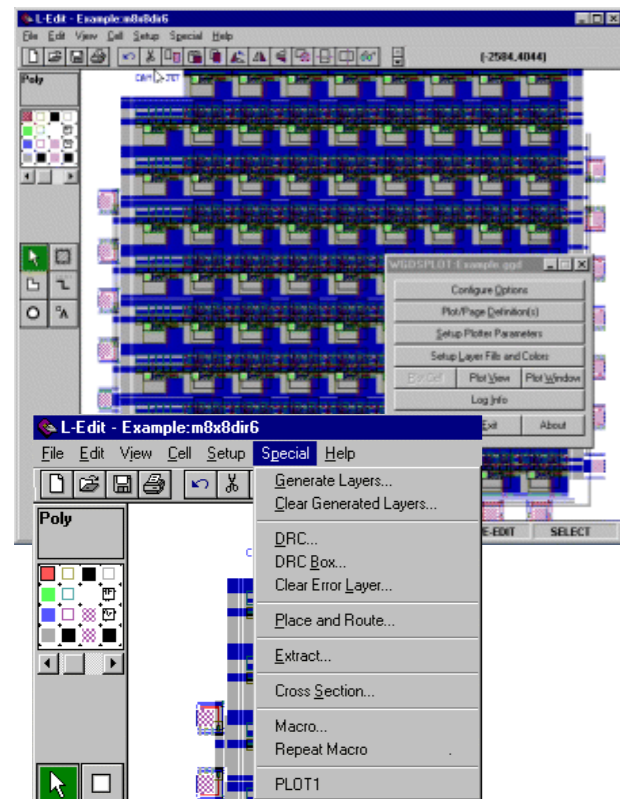 L-Edit - Example:m8x8dir6
File Edit View Cell Setup Special Help
(-2584,4044)
Poly
WGDSPLOT:Example.ggd
Configure Options
Plot/Page Definition(s)
Setup Plotter Parameters
Setup Layer Fills and Colors
Plot View Plot Window
Log Info
Exit About
E-EDIT SELECT
L-Edit - Example:m8x8dir6
File Edit View Cell Setup Special Help
Poly
Generate Layers...
Clear Generated Layers...
DRC...
DRC Box...
Clear Error Layer...
Place and Route...
Extract...
Cross Section...
Macro...
Repeat Macro .
PLOT1